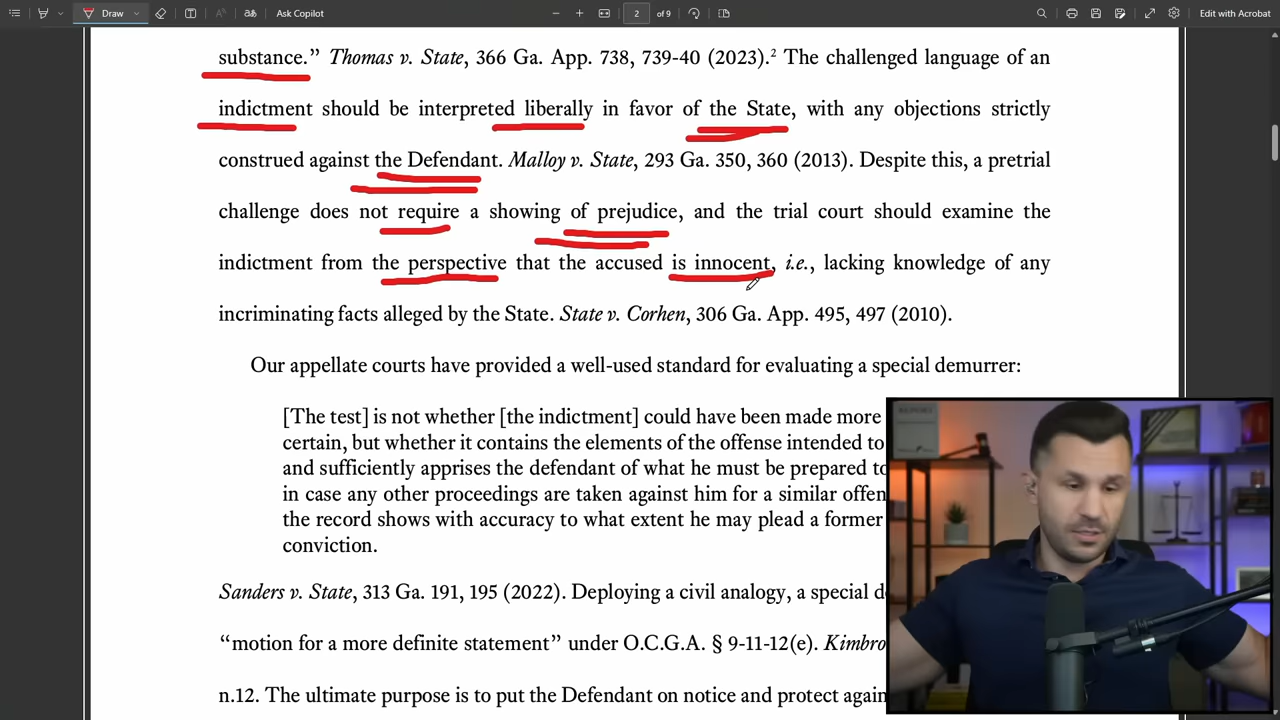 Draw
Ask Copilot
2
of 9
Edit with Acrobat
substance.” Thomas v. State, 366 Ga. App. 738, 739-40 (2023).² The challenged language of an
indictment should be interpreted liberally in favor of the State, with any objections strictly
construed against the Defendant. Malloy v. State, 293 Ga. 350, 360 (2013). Despite this, a pretrial
challenge does not require a showing of prejudice, and the trial court should examine the
indictment from the perspective that the accused is innocent, i.e., lacking knowledge of any
incriminating facts alleged by the State. State v. Corhen, 306 Ga. App. 495, 497 (2010).
Our appellate courts have provided a well-used standard for evaluating a special demurrer:
[The test] is not whether [the indictment] could have been made more
certain, but whether it contains the elements of the offense intended to
and sufficiently apprises the defendant of what he must be prepared to
in case any other proceedings are taken against him for a similar offen
the record shows with accuracy to what extent he may plead a former
conviction.
Sanders v. State, 313 Ga. 191, 195 (2022). Deploying a civil analogy, a special d
“motion for a more definite statement” under O.C.G.A. § 9-11-12(e). Kimbro
n.12. The ultimate purpose is to put the Defendant on notice and protect again